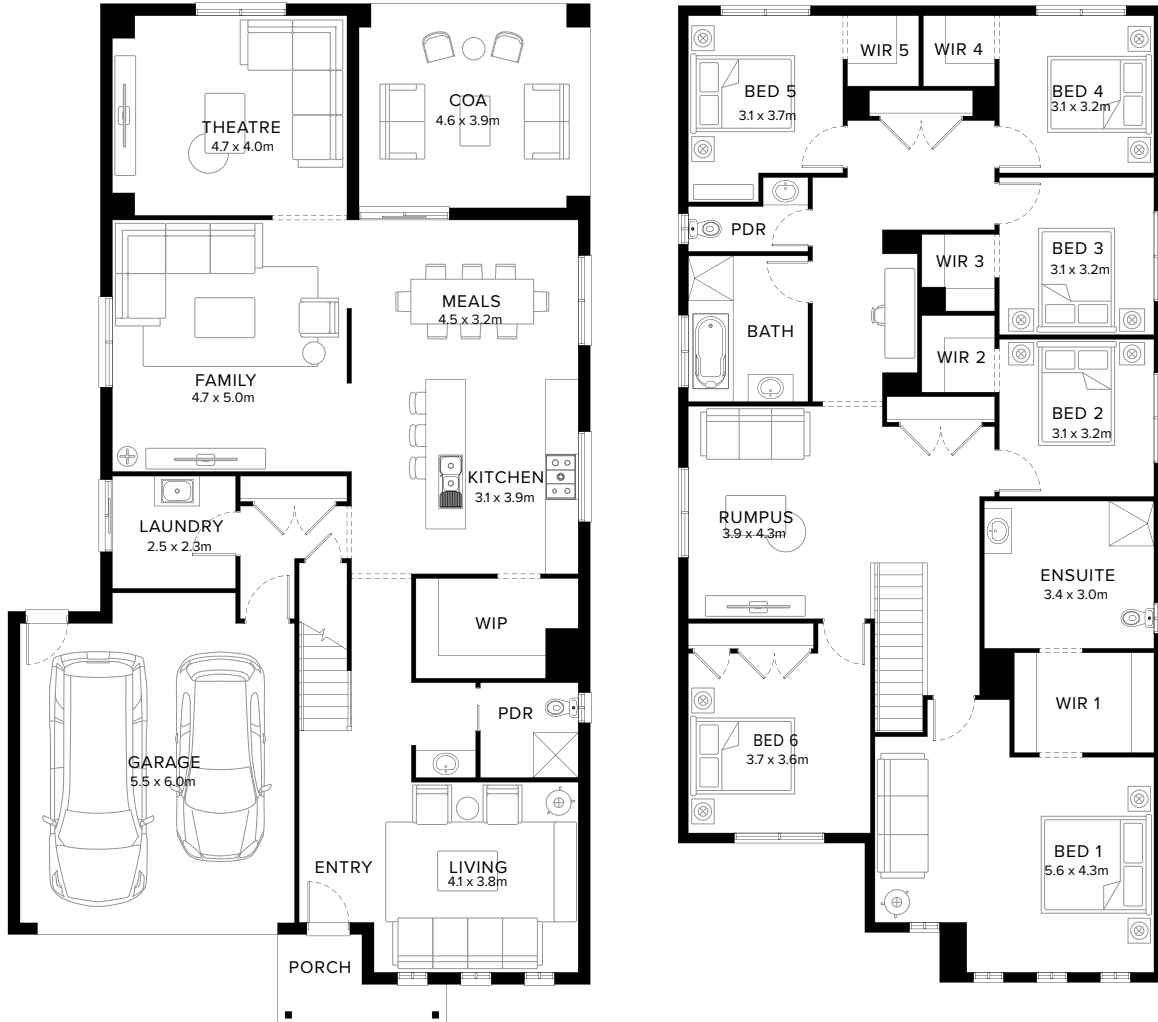 THEATRE
4.7 x 4.0m
COA
4.6 x 3.9m
MEALS
4.5 x 3.2m
FAMILY
4.7 x 5.0m
KITCHEN
3.1 x 3.9m
LAUNDRY
2.5 x 2.3m
WIP
PDR
GARAGE
5.5 x 6.0m
ENTRY
LIVING
4.1 x 3.8m
PORCH
BED 5
3.1 x 3.7m
WIR 5
WIR 4
BED 4
3.1 x 3.2m
PDR
BED 3
3.1 x 3.2m
WIR 3
BATH
WIR 2
BED 2
3.1 x 3.2m
RUMPUS
3.9 x 4.3m
ENSUITE
3.4 x 3.0m
WIR 1
BED 6
3.7 x 3.6m
BED 1
5.6 x 4.3m